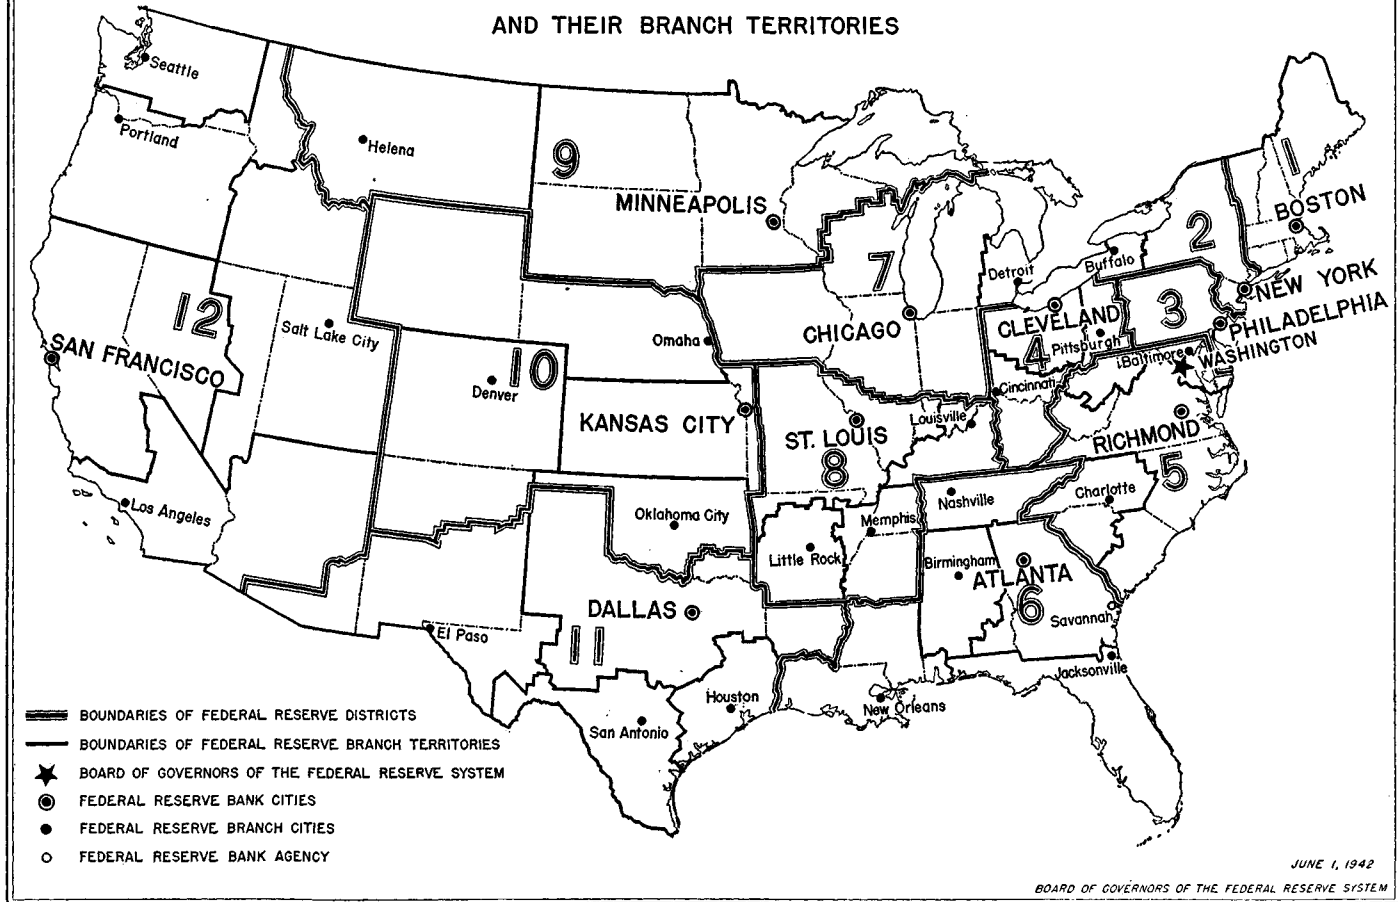 AND THEIR BRANCH TERRITORIES
Seattle
Portland
Helena
9
MINNEAPOLIS
1
BOSTON
2
Buffalo
Detroit
7
NEW YORK
3
PHILADELPHIA
12
SAN FRANCISCO
Salt Lake City
CHICAGO
CLEVELAND
4
Pittsburgh
Baltimore
WASHINGTON
Omaha
10
Denver
Cincinnati
KANSAS CITY
ST. LOUIS
8
Louisville
RICHMOND
5
Los Angeles
Oklahoma City
Nashville
Charlotte
Memphis
Little Rock
Birmingham
ATLANTA
6
Savannah
DALLAS
11
El Paso
Jacksonville
Houston
San Antonio
New Orleans
BOUNDARIES OF FEDERAL RESERVE DISTRICTS
BOUNDARIES OF FEDERAL RESERVE BRANCH TERRITORIES
BOARD OF GOVERNORS OF THE FEDERAL RESERVE SYSTEM
FEDERAL RESERVE BANK CITIES
FEDERAL RESERVE BRANCH CITIES
FEDERAL RESERVE BANK AGENCY
JUNE 1, 1942
BOARD OF GOVERNORS OF THE FEDERAL RESERVE SYSTEM